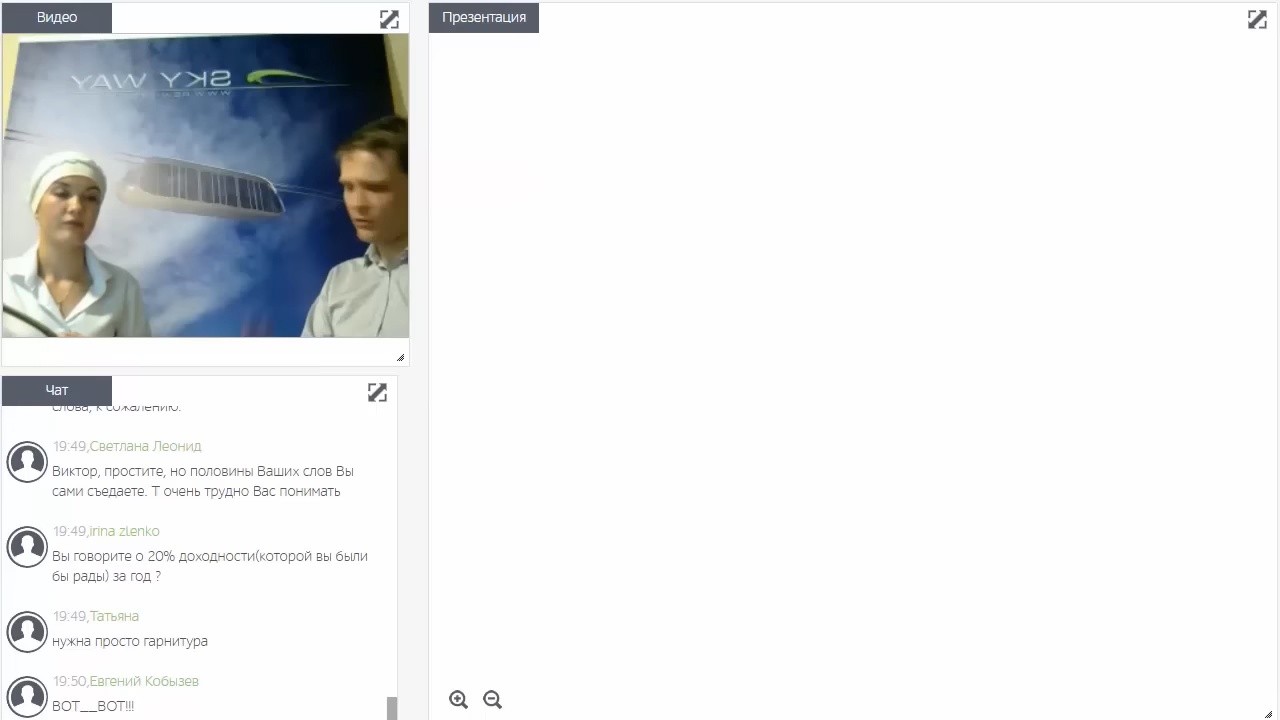 Видео
SKY WAY
Презентация
Чат
слова, к сожалению.
19:49,Светлана Леонид
Виктор, простите, но половины Ваших слов Вы
сами съедаете. Т очень трудно Вас понимать
19:49,irina zlenko
Вы говорите о 20% доходности(которой вы были
бы рады) за год ?
19:49,Татьяна
нужна просто гарнитура
19:50,Евгений Кобызев
ВОТ__ВОТ!!!